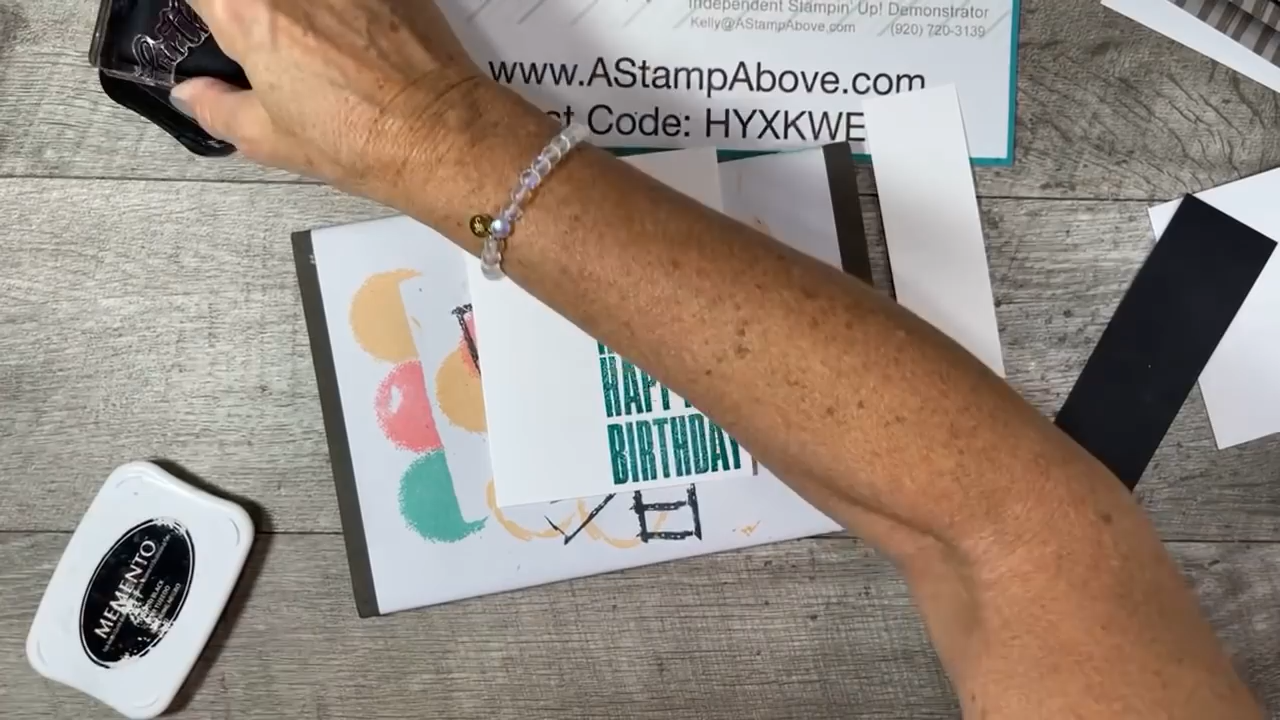 Independent Stampin' Up! Demonstrator
Kelly@AStampAbove.com (920) 720-3139
www.AStampAbove.com
Code: HYXKWE
HAPPY
BIRTHDAY
MEMENTO